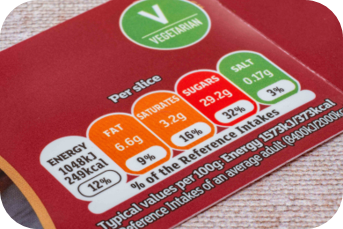 V
VEGETARIAN
Per slice
ENERGY
1048kJ
249kcal
12%
FAT
6.6g
9%
SATURATES
3.2g
16%
SUGARS
29.2g
32%
SALT
0.17g
3%
% of the Reference Intakes
Typical values per 100g: Energy 1573kJ/373kcal
Reference Intakes of an average adult (8400kJ/2000kc